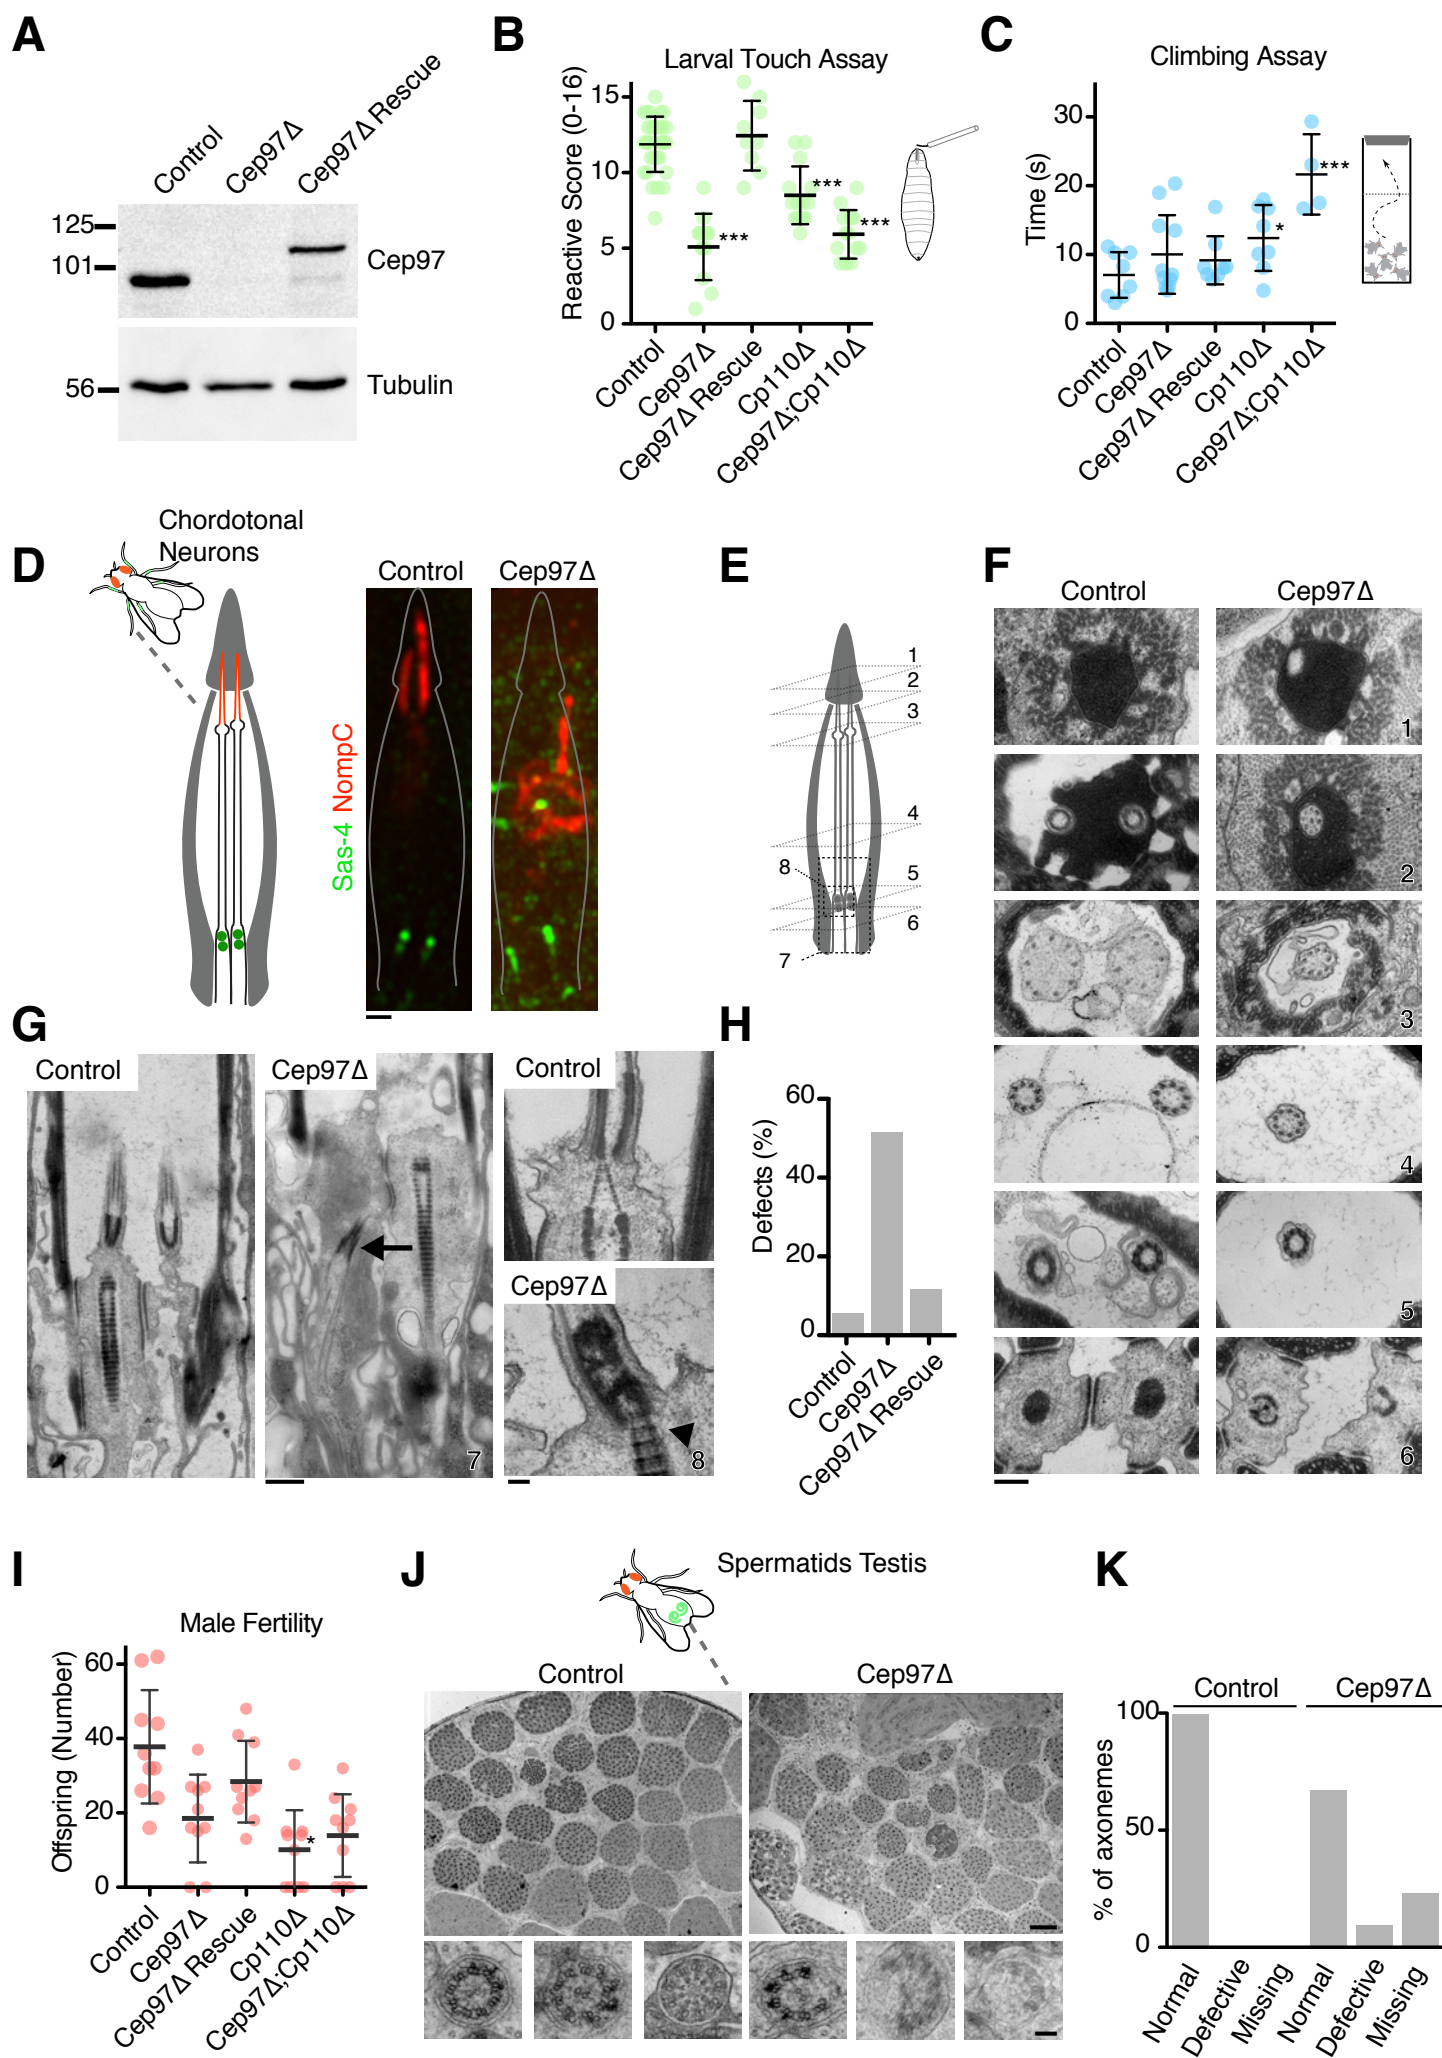 A
Control
Cep97Δ
Cep97Δ Rescue
125
101
Cep97
56
Tubulin
B
Larval Touch Assay
Reactive Score (0-16)
15
10
5
0
***
***
***
Control
Cep97Δ
Cep97Δ Rescue
Cp110Δ
Cep97Δ;Cp110Δ
C
Climbing Assay
Time (s)
30
20
10
0
*
***
Control
Cep97Δ
Cep97Δ Rescue
Cp110Δ
Cep97Δ;Cp110Δ
D
Chordotonal
Neurons
Sas-4 NompC
Control
Cep97Δ
E
1
2
3
4
5
6
7
8
F
Control
Cep97Δ
1
2
3
4
5
6
G
Control
Cep97Δ
7
Control
Cep97Δ
8
H
Defects (%)
60
40
20
0
Control
Cep97Δ
Cep97Δ Rescue
I
Male Fertility
Offspring (Number)
60
40
20
0
*
Control
Cep97Δ
Cep97Δ Rescue
Cp110Δ
Cep97Δ;Cp110Δ
J
Spermatids Testis
Control
Cep97Δ
K
Control
Cep97Δ
% of axonemes
100
50
0
Normal
Defective
Missing
Normal
Defective
Missing